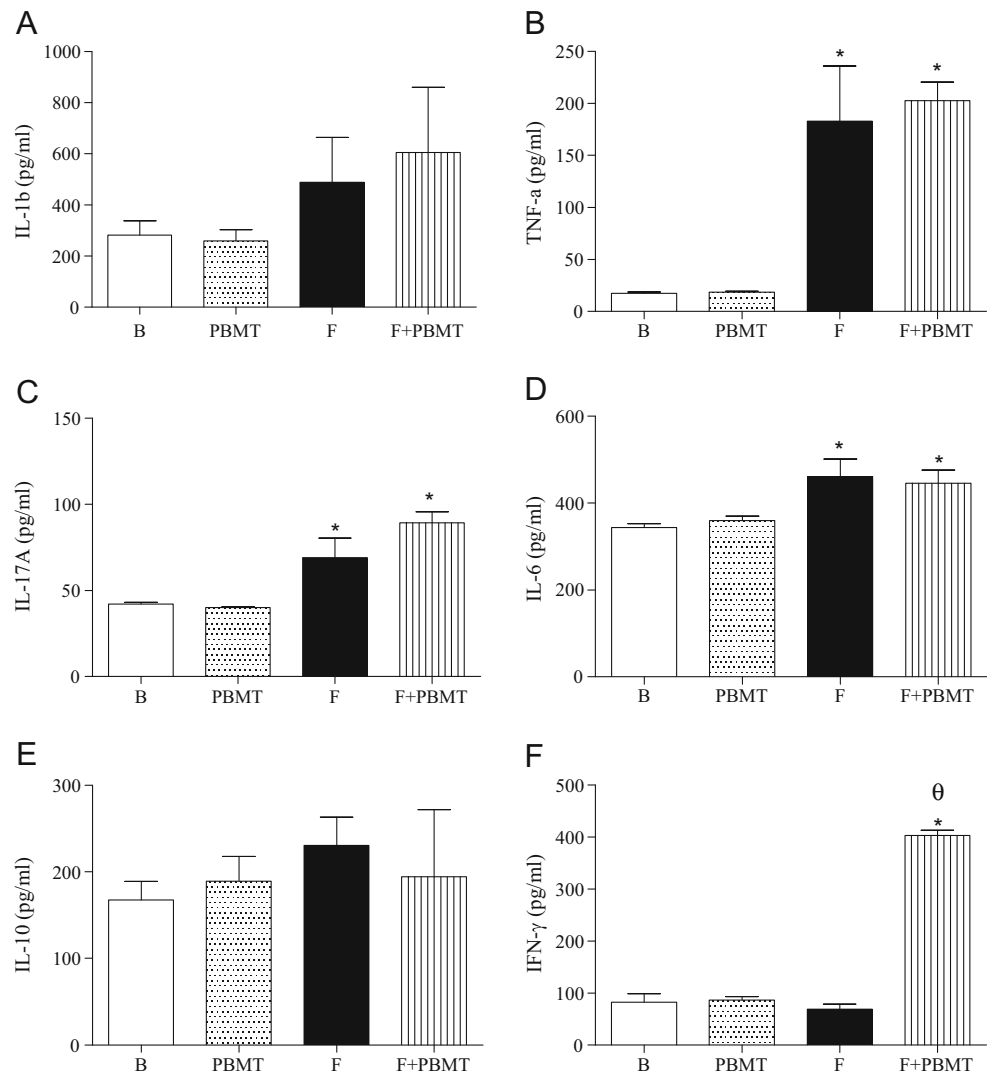 A
IL-1b (pg/ml)
1000
800
600
400
200
0
B PBMT F F+PBMT
B
TNF-a (pg/ml)
250
200
150
100
50
0
* *
B PBMT F F+PBMT
C
IL-17A (pg/ml)
150
100
50
0
* *
B PBMT F F+PBMT
D
IL-6 (pg/ml)
600
400
200
0
* *
B PBMT F F+PBMT
E
IL-10 (pg/ml)
300
200
100
0
B PBMT F F+PBMT
F
IFN-γ (pg/ml)
500
400
300
200
100
0
θ
*
B PBMT F F+PBMT